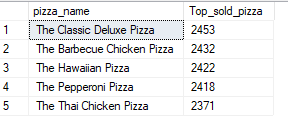 pizza_name Top_sold_pizza
1 The Classic Deluxe Pizza 2453
2 The Barbecue Chicken Pizza 2432
3 The Hawaiian Pizza 2422
4 The Pepperoni Pizza 2418
5 The Thai Chicken Pizza 2371